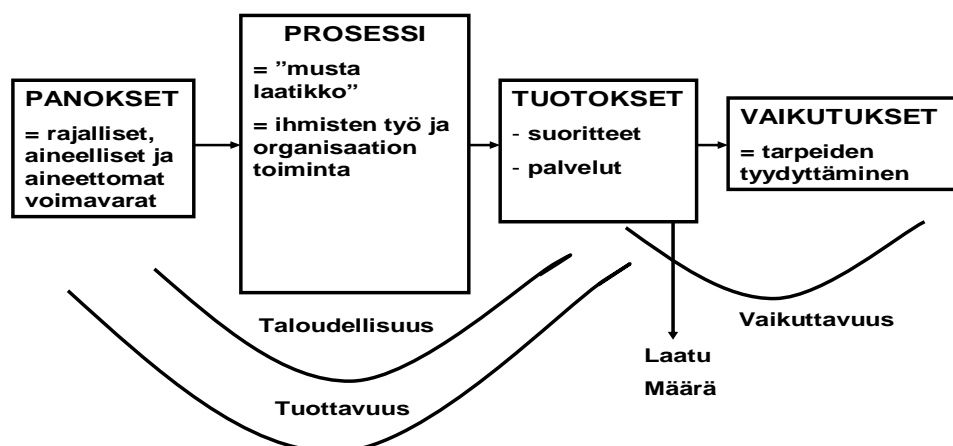 PANOKSET
= rajalliset,
aineelliset ja
aineettomat
voimavarat
PROSESSI
= ”musta
laatikko”
= ihmisten työ ja
organisaation
toiminta
TUOTOKSET
- suoritteet
- palvelut
VAIKUTUKSET
= tarpeiden
tyydyttäminen
Taloudellisuus
Tuottavuus
Laatu
Määrä
Vaikuttavuus